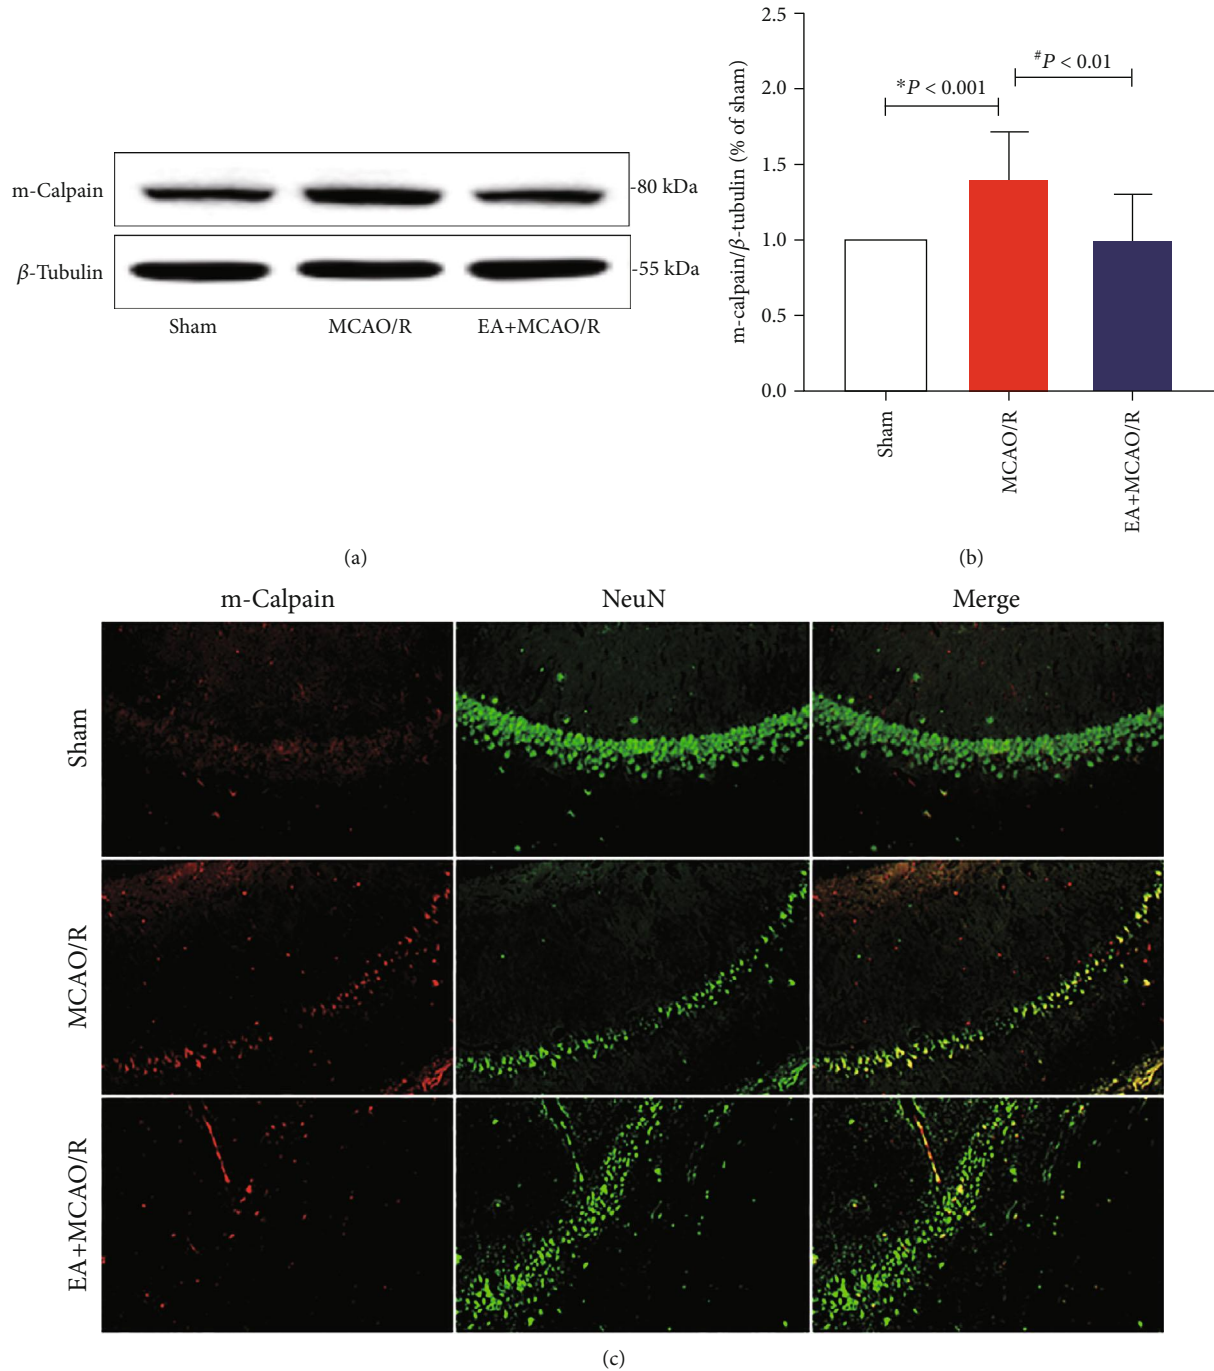 m-Calpain
-80 kDa
β-Tubulin
-55 kDa
Sham MCAO/R EA+MCAO/R
(a)
m-calpain/β-tubulin (% of sham)
2.5
2.0
1.5
1.0
0.5
0.0
*P < 0.001
#P < 0.01
Sham
MCAO/R
EA+MCAO/R
(b)
m-Calpain NeuN Merge
Sham
MCAO/R
EA+MCAO/R
(c)